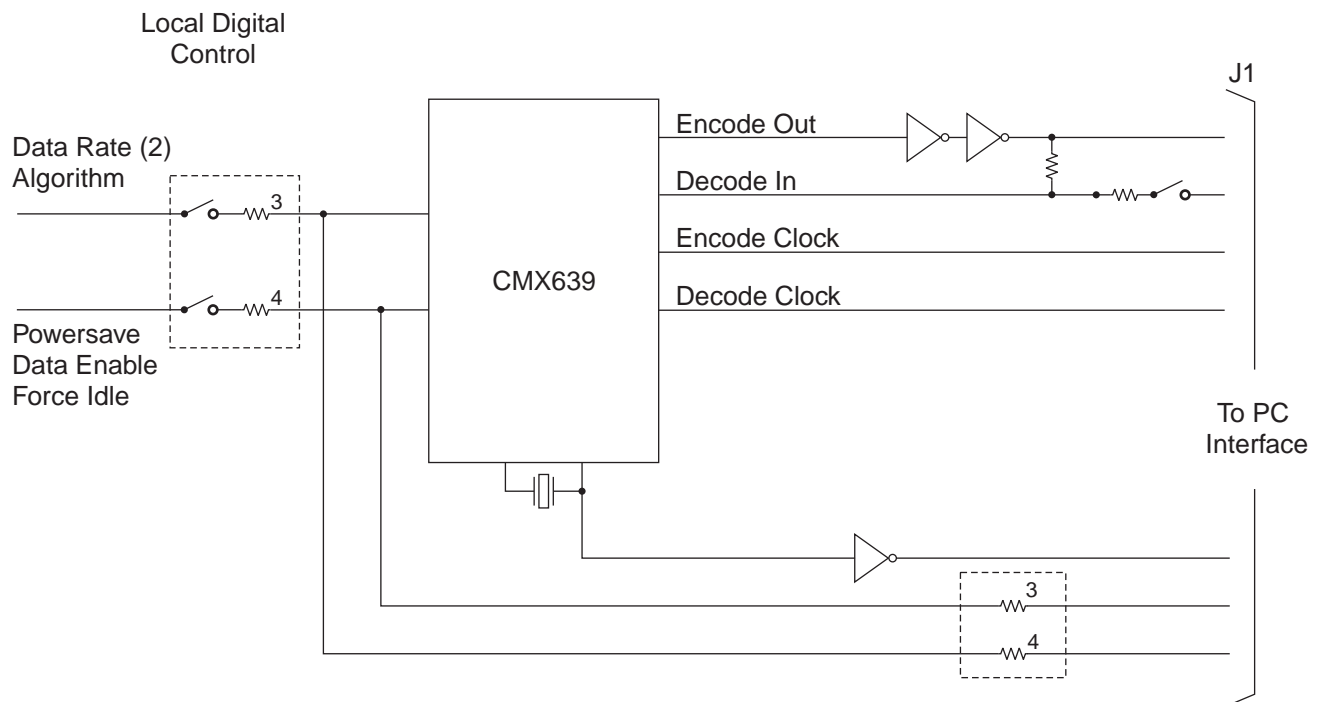 Local Digital
Control
J1
Encode Out
Data Rate (2)
Algorithm
Decode In
3
Encode Clock
CMX639
4
Decode Clock
Powersave
Data Enable
Force Idle
To PC
Interface
3
4